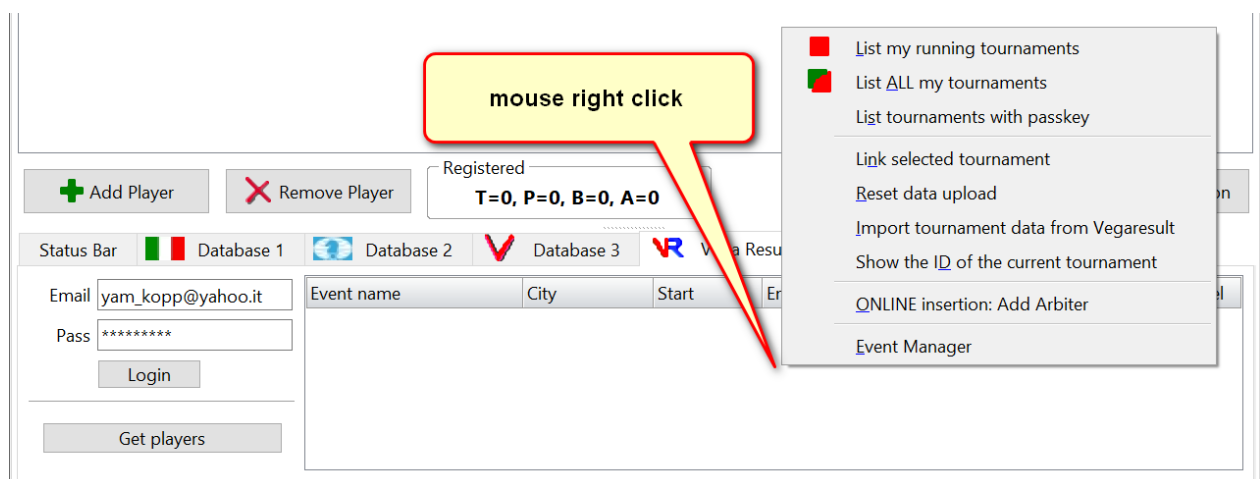 List my running tournaments
List ALL my tournaments
List tournaments with passkey
Link selected tournament
Reset data upload
Import tournament data from Vegaresult
Show the ID of the current tournament
ONLINE insertion: Add Arbiter
Event Manager
mouse right click
Add Player
Remove Player
Registered
T=0, P=0, B=0, A=0
Status Bar
Database 1
Database 2
Database 3
VR
Email
yam_kopp@yahoo.it
Pass
*********
Login
Get players
Event name
City
Start